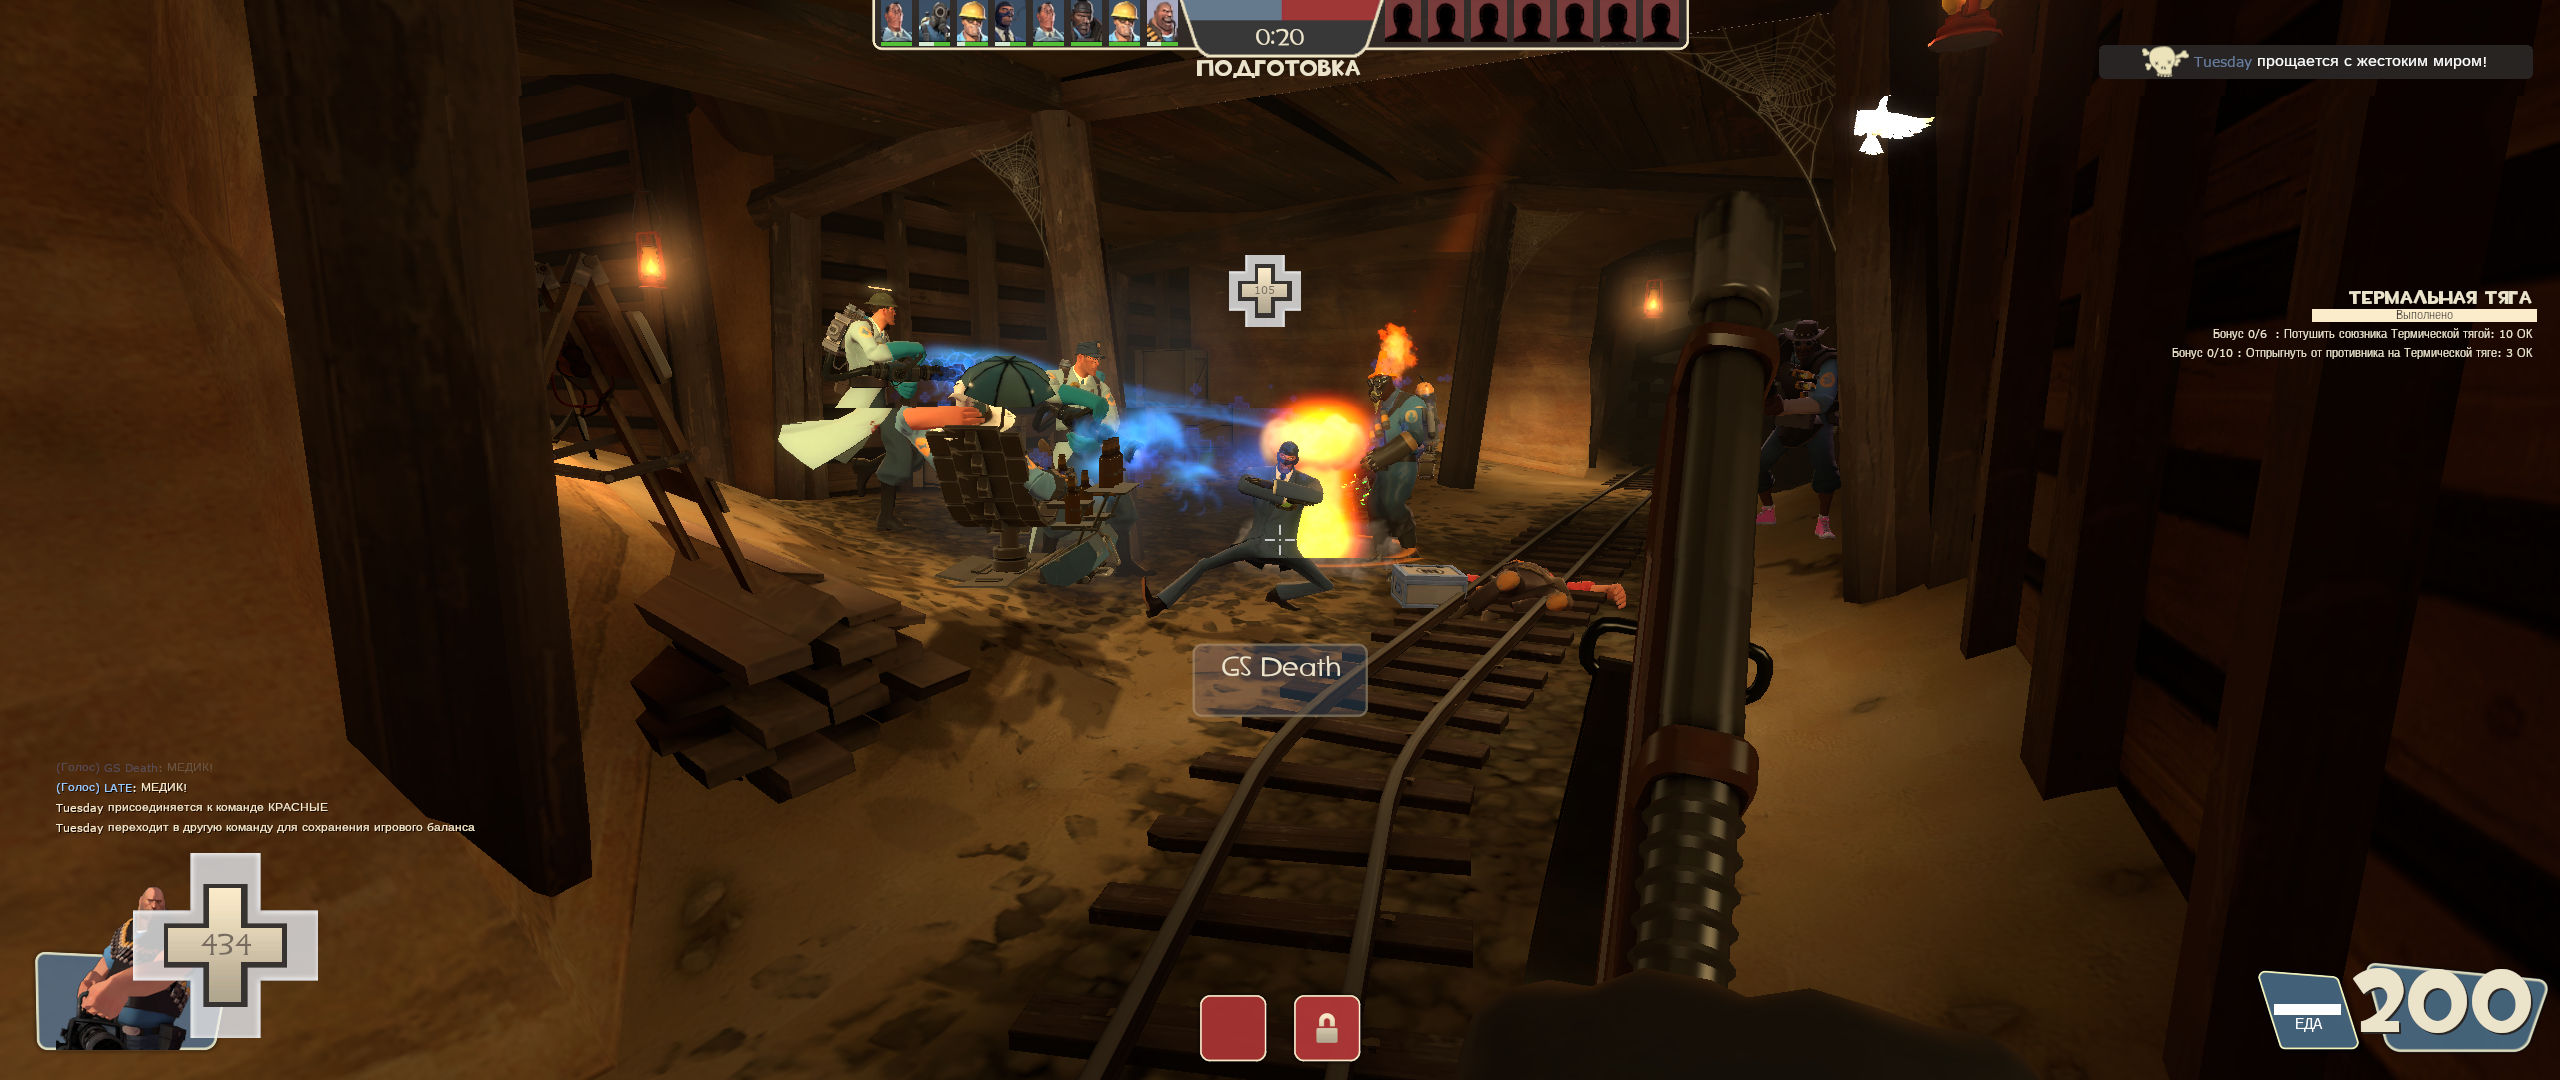 0:20
ПОДГОТОВКА
Tuesday прощается с жестоким миром!
105
ТЕРМАЛЬНАЯ ТЯГА
Выполнено
Бонус 0/6 : Потушить союзника Термической тягой: 10 ОК
Бонус 0/10 : Отпрыгнуть от противника на Термической тяге: 3 ОК
GS Death
(Голос) GS Death: МЕДИК!
(Голос) LATE: МЕДИК!
Tuesday присоединяется к команде КРАСНЫЕ
Tuesday переходит в другую команду для сохранения игрового баланса
434
ЕДА
200